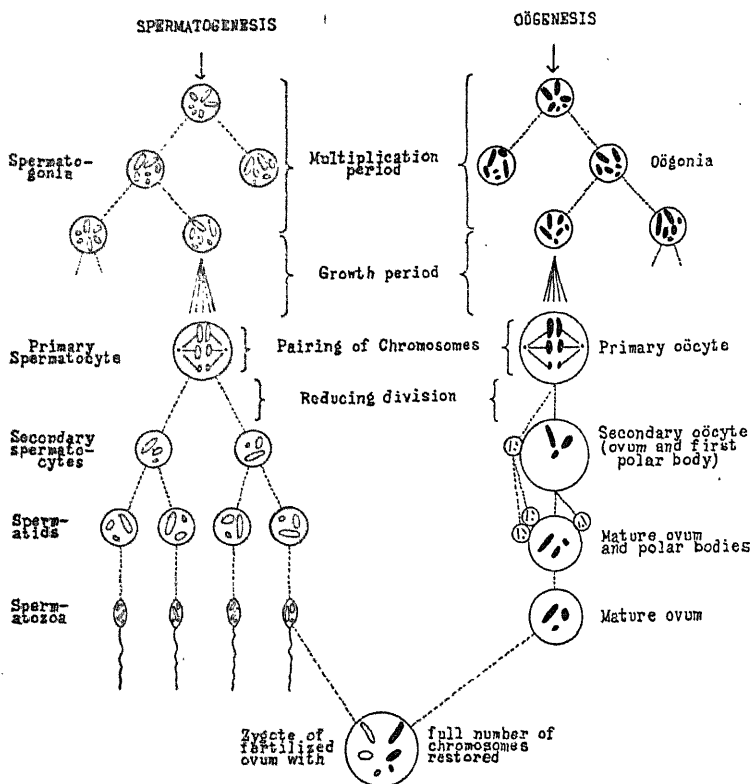 SPERMATOGENESIS
OÖGENESIS
Spermato-
gonia
Multiplication
period
Oögonia
Growth period
Primary
Spermatocyte
Pairing of Chromosomes
Primary oöcyte
Reducing division
Secondary
spermato-
cytes
Secondary oöcyte
(ovum and first
polar body)
Sperm-
atids
Mature ovum
and polar bodies
Sperm-
atozoa
Mature ovum
Zygote of
fertilized
ovum with
full number of
chromosomes
restored